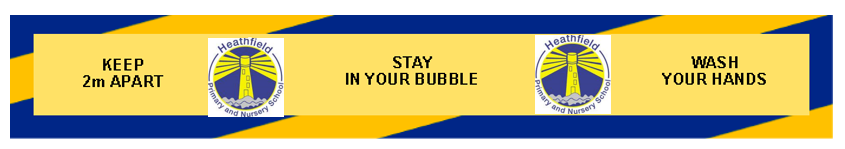 KEEP
2m APART
Heathfield
Primary and Nursery School
STAY
IN YOUR BUBBLE
Heathfield
Primary and Nursery School
WASH
YOUR HANDS